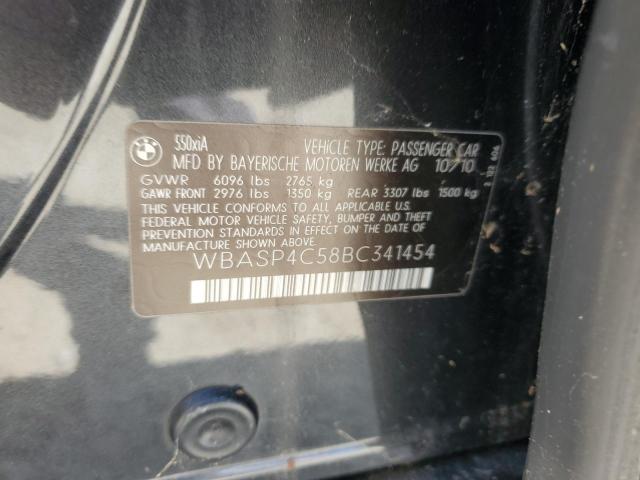 550xiA
VEHICLE TYPE: PASSENGER CAR
MFD BY BAYERISCHE MOTOREN WERKE AG 10/10
GVWR 6096 lbs 2765 kg
GAWR FRONT 2976 lbs 1350 kg REAR 3307 lbs 1500 kg
THIS VEHICLE CONFORMS TO ALL APPLICABLE U.S.
FEDERAL MOTOR VEHICLE SAFETY, BUMPER AND THEFT
PREVENTION STANDARDS IN EFFECT ON THE DATE OF
MANUFACTURE SHOWN ABOVE.
WBASP4C58BC341454